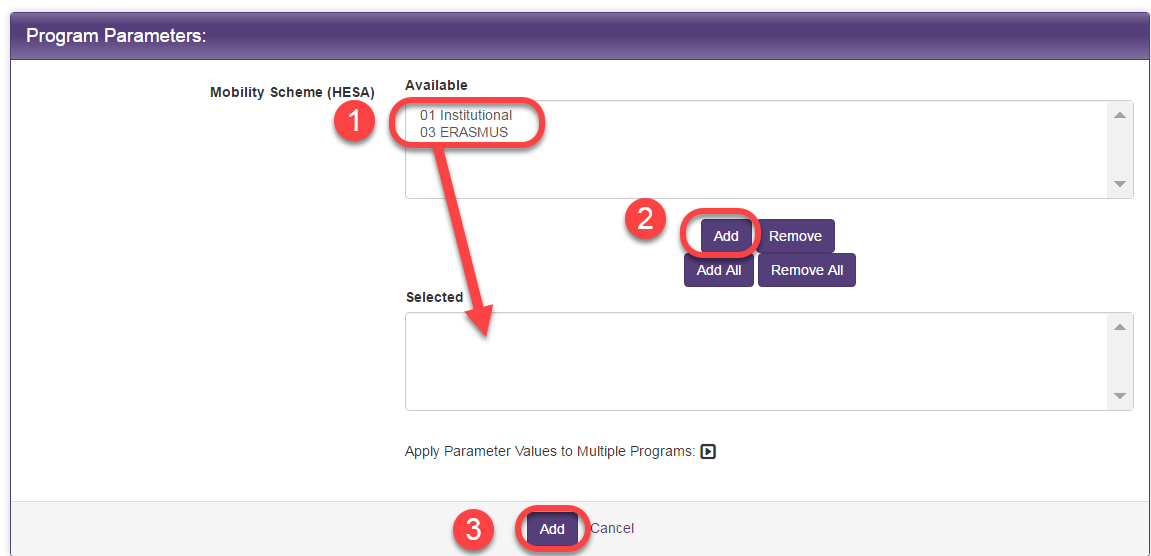 Program Parameters:
Mobility Scheme (HESA)
Available
1
01 Institutional
03 ERASMUS
2
Add
Remove
Add All
Remove All
Selected
Apply Parameter Values to Multiple Programs:
3
Add
Cancel